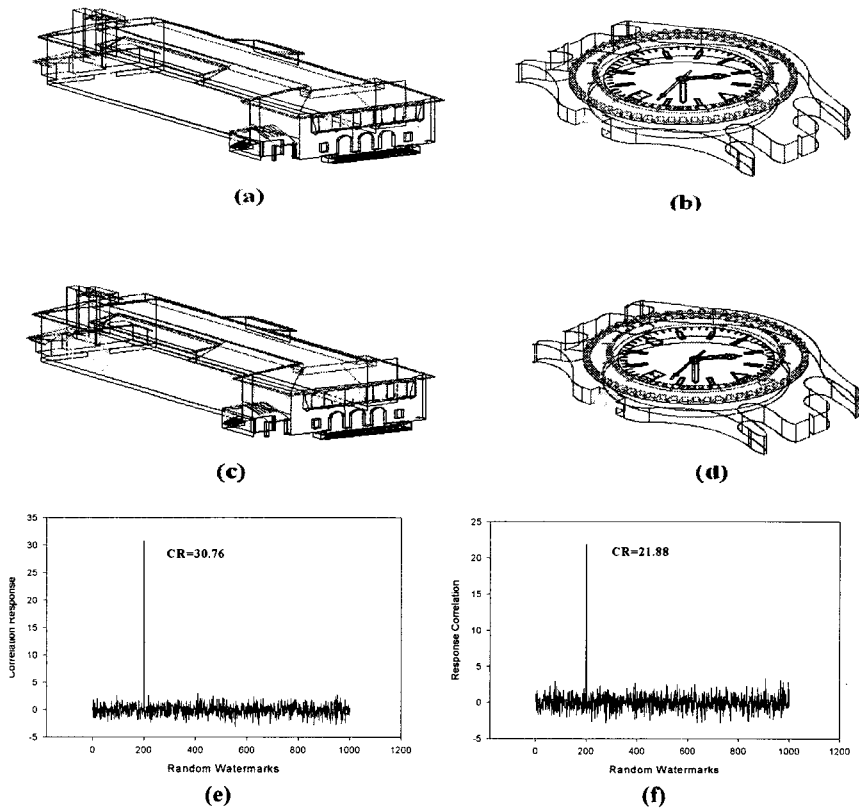 (a)
(b)
(c)
(d)
35
30
25
20
15
10
5
0
-5
Correlation Response
CR=30.76
0
200
400
600
800
1000
1200
Random Watermarks
(e)
25
20
15
10
5
0
-5
Response Correlation
CR=21.88
0
200
400
600
800
1000
1200
Random Watermarks
(f)